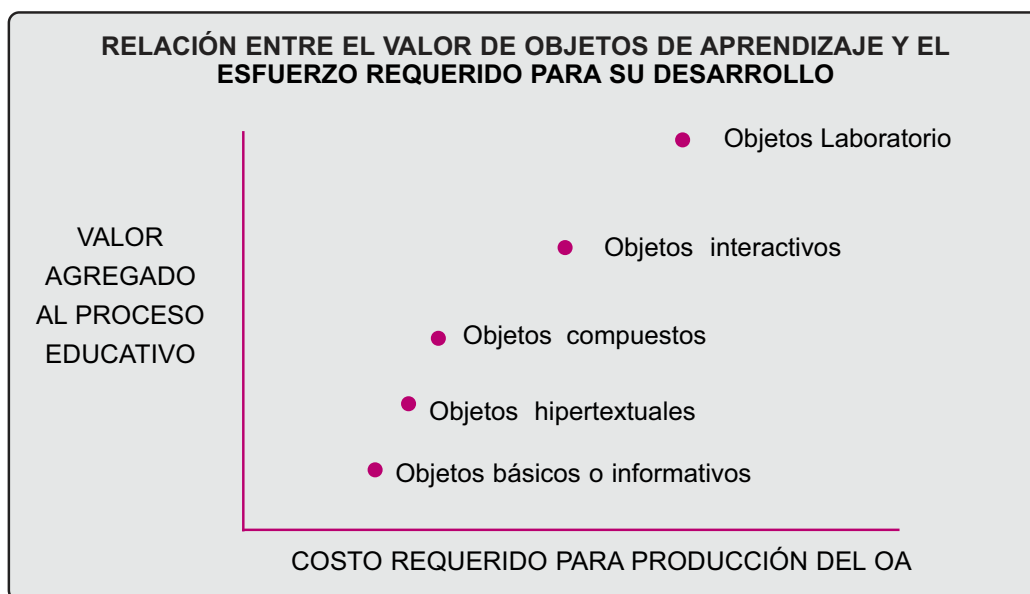 RELACIÓN ENTRE EL VALOR DE OBJETOS DE APRENDIZAJE Y EL
ESFUERZO REQUERIDO PARA SU DESARROLLO
Objetos Laboratorio
VALOR
AGREGADO
AL PROCESO
EDUCATIVO
Objetos interactivos
Objetos compuestos
Objetos hipertextuales
Objetos básicos o informativos
COSTO REQUERIDO PARA PRODUCCIÓN DEL OA